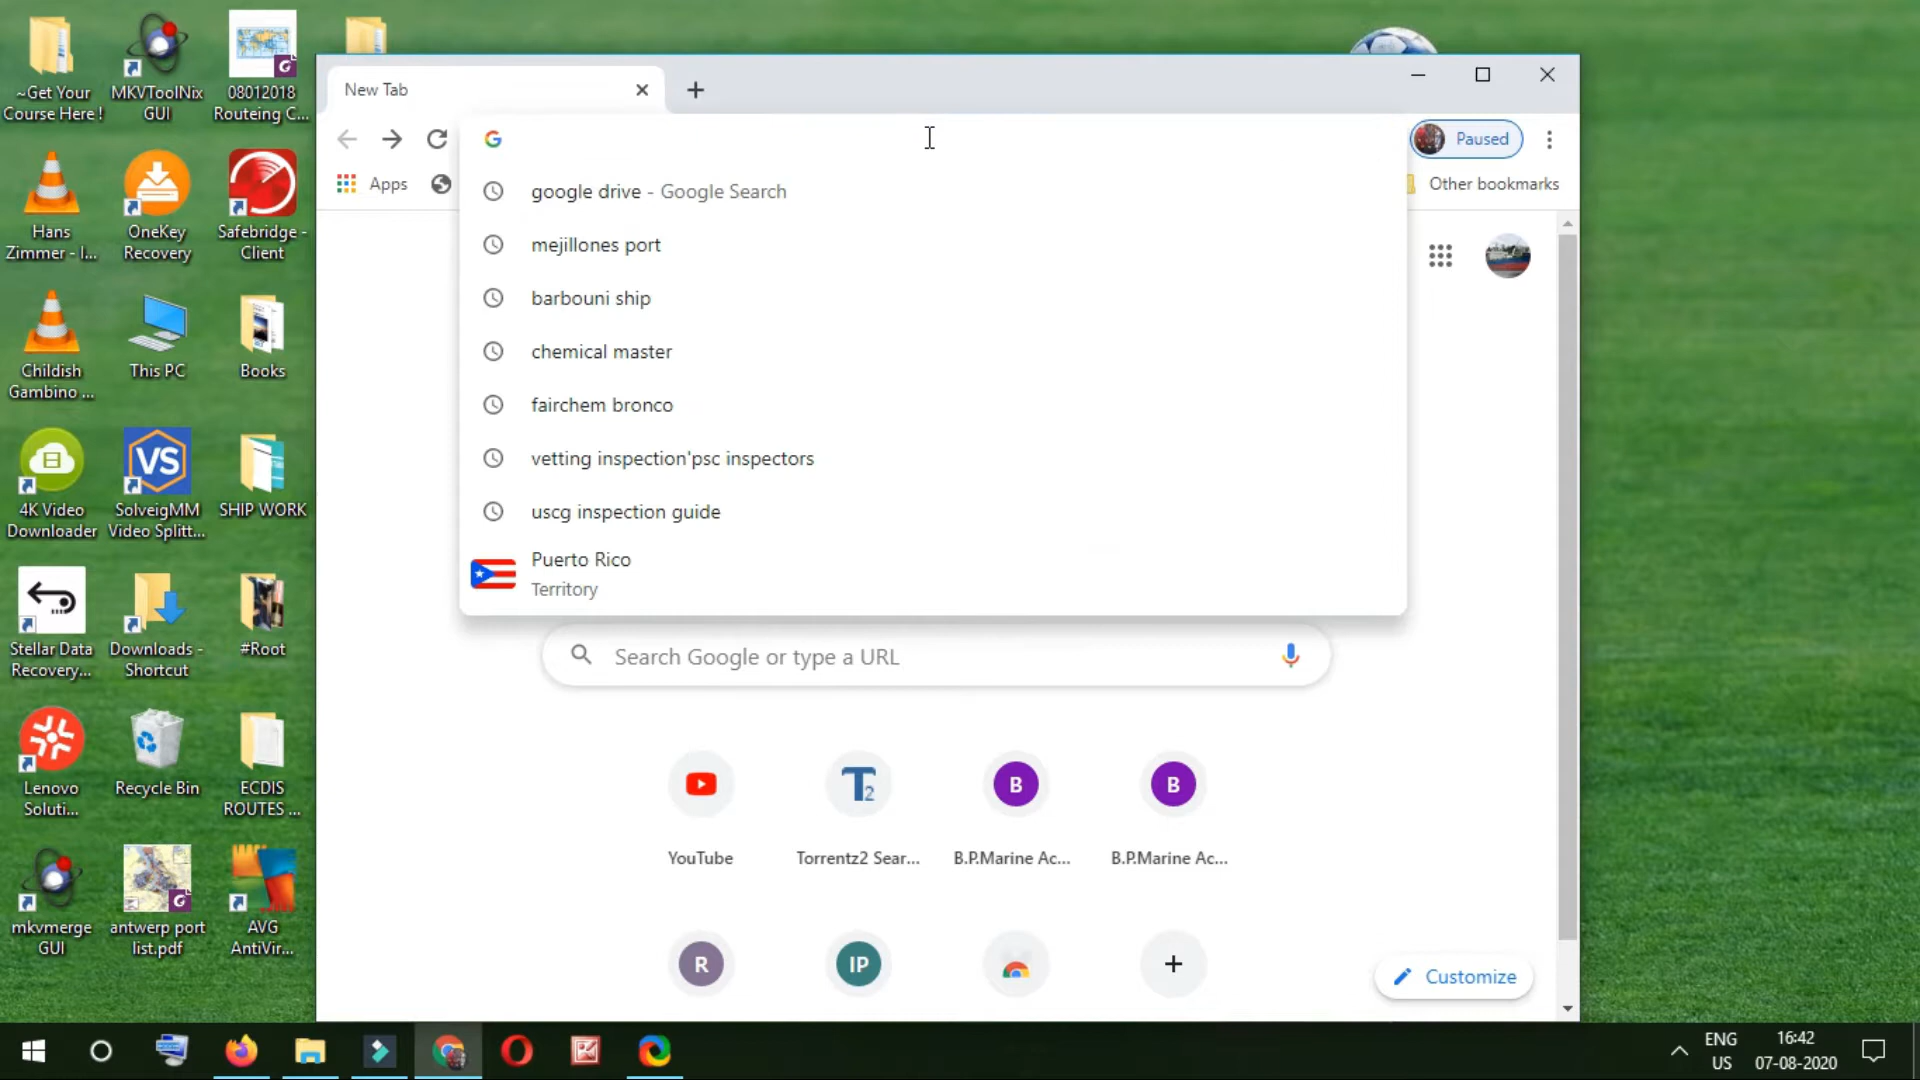 ~Get Your
Course Here !
MKVToolNix
GUI
08012018
Routeing C...
Hans
Zimmer - I...
OneKey
Recovery
Safebridge -
Client
Childish
Gambino ...
This PC
Books
4K Video
Downloader
VS
SolveigMM
Video Splitt...
SHIP WORK
Stellar Data
Recovery...
Downloads -
Shortcut
#Root
Lenovo
Soluti...
Recycle Bin
ECDIS
ROUTES ...
mkvmerge
GUI
antwerp port
list.pdf
AVG
AntiVir...
New Tab
Paused
Apps
Other bookmarks
google drive - Google Search
mejillones port
barbouni ship
chemical master
fairchem bronco
vetting inspection'psc inspectors
uscg inspection guide
Puerto Rico
Territory
Search Google or type a URL
T2
B
B
YouTube
Torrentz2 Sear...
B.P.Marine Ac...
B.P.Marine Ac...
R
IP
Customize
ENG
US
16:42
07-08-2020